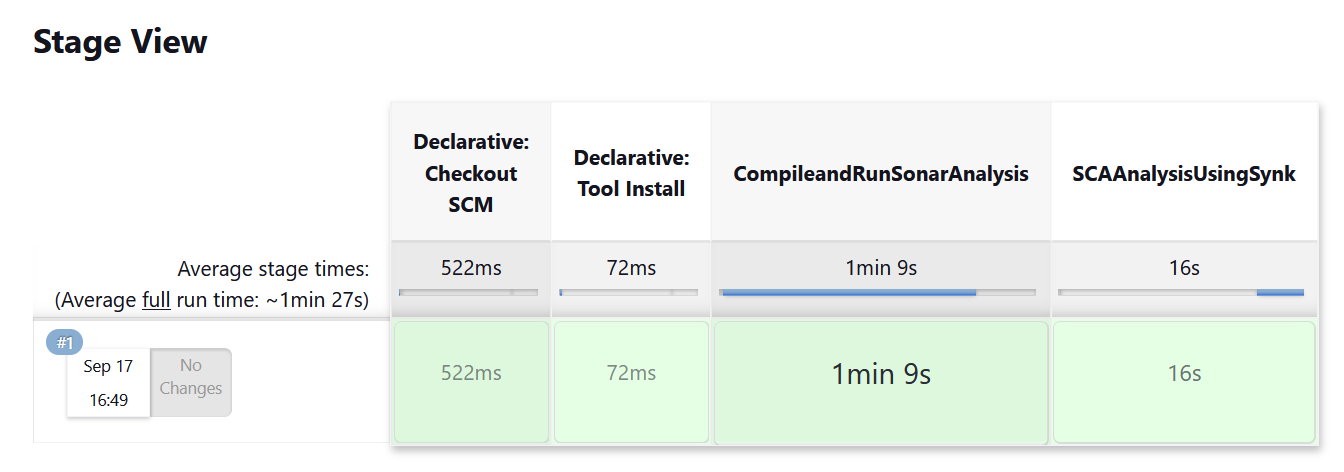 Stage View
Declarative:
Checkout
SCM
Declarative:
Tool Install
CompileandRunSonarAnalysis
SCAAnalysisUsingSynk
Average stage times:
(Average full run time: ~1min 27s)
522ms
72ms
1min 9s
16s
#1
Sep 17
16:49
No
Changes
522ms
72ms
1min 9s
16s